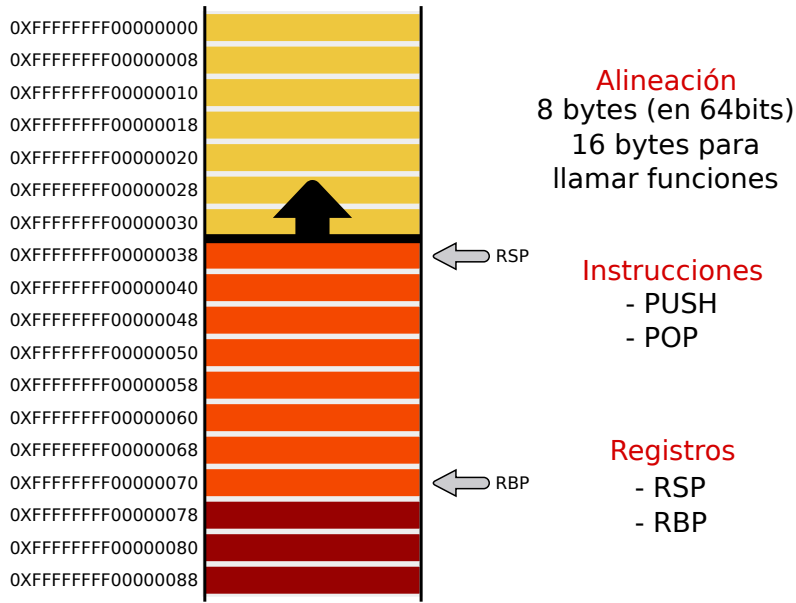 0XFFFFFFFF00000000
0XFFFFFFFF00000008
0XFFFFFFFF00000010
0XFFFFFFFF00000018
0XFFFFFFFF00000020
0XFFFFFFFF00000028
0XFFFFFFFF00000030
0XFFFFFFFF00000038
0XFFFFFFFF00000040
0XFFFFFFFF00000048
0XFFFFFFFF00000050
0XFFFFFFFF00000058
0XFFFFFFFF00000060
0XFFFFFFFF00000068
0XFFFFFFFF00000070
0XFFFFFFFF00000078
0XFFFFFFFF00000080
0XFFFFFFFF00000088
RSP
RBP
Alineación
8 bytes (en 64bits)
16 bytes para
llamar funciones
Instrucciones
- PUSH
- POP
Registros
- RSP
- RBP